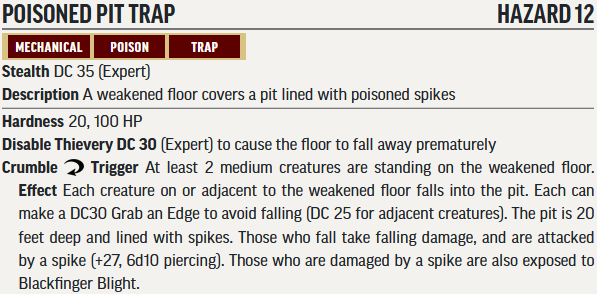 POISONED PIT TRAP HAZARD 12
MECHANICAL POISON TRAP
Stealth DC 35 (Expert)
Description A weakened floor covers a pit lined with poisoned spikes
Hardness 20, 100 HP
Disable Thievery DC 30 (Expert) to cause the floor to fall away prematurely
Crumble Trigger At least 2 medium creatures are standing on the weakened floor.
Effect Each creature on or adjacent to the weakened floor falls into the pit. Each can
make a DC30 Grab an Edge to avoid falling (DC 25 for adjacent creatures). The pit is 20
feet deep and lined with spikes. Those who fall take falling damage, and are attacked
by a spike (+27, 6d10 piercing). Those who are damaged by a spike are also exposed to
Blackfinger Blight.